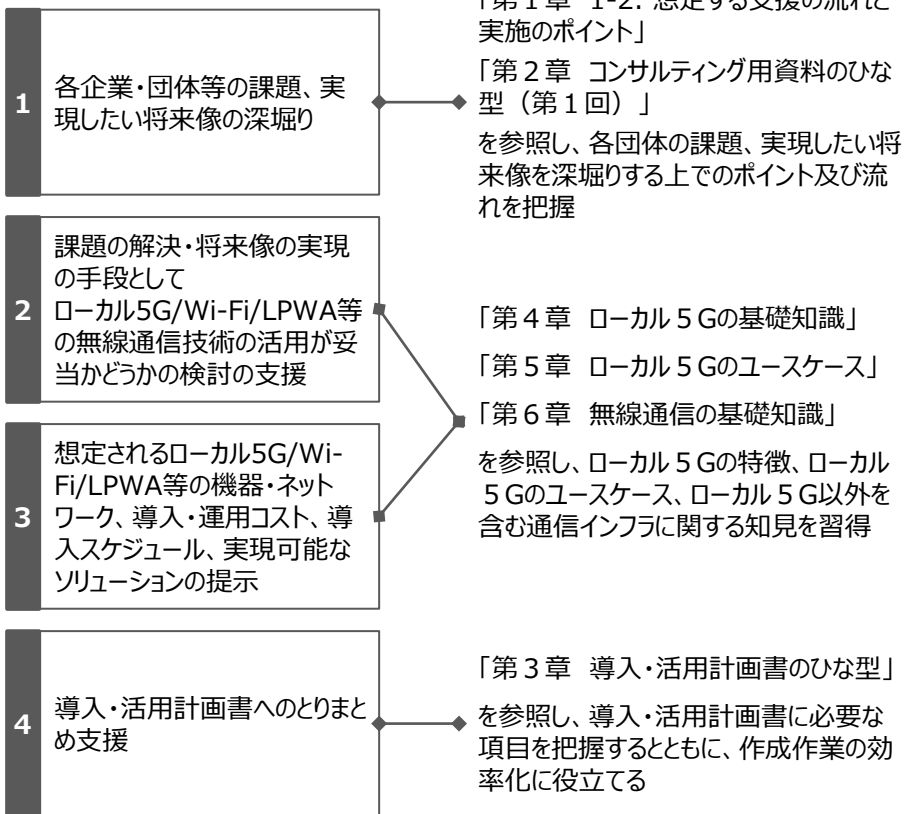 「第１章 1-2. 想定する支援の流れと
実施のポイント」
1
各企業・団体等の課題、実
現したい将来像の深堀り
「第２章 コンサルティング用資料のひな
型（第１回）」
を参照し、各団体の課題、実現したい将
来像を深堀りする上でのポイント及び流
れを把握
2
課題の解決・将来像の実現
の手段として
ローカル5G/Wi-Fi/LPWA等
の無線通信技術の活用が妥
当かどうかの検討の支援
3
想定されるローカル5G/Wi-
Fi/LPWA等の機器・ネット
ワーク、導入・運用コスト、導
入スケジュール、実現可能な
ソリューションの提示
「第４章 ローカル５Gの基礎知識」
「第５章 ローカル５Gのユースケース」
「第６章 無線通信の基礎知識」
を参照し、ローカル５Gの特徴、ローカル
５Gのユースケース、ローカル５G以外を
含む通信インフラに関する知見を習得
4
導入・活用計画書へのとりまと
め支援
「第３章 導入・活用計画書のひな型」
を参照し、導入・活用計画書に必要な
項目を把握するとともに、作成作業の効
率化に役立てる